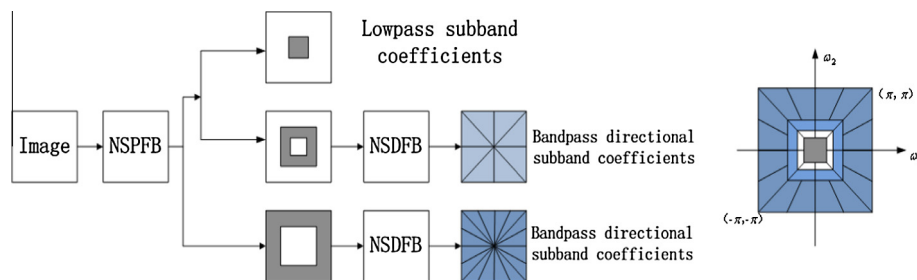 Lowpass subband
coefficients
Image
NSPFB
NSDFB
Bandpass directional
subband coefficients
NSDFB
Bandpass directional
subband coefficients
ω₂
(π, π)
ω
(-π,-π)